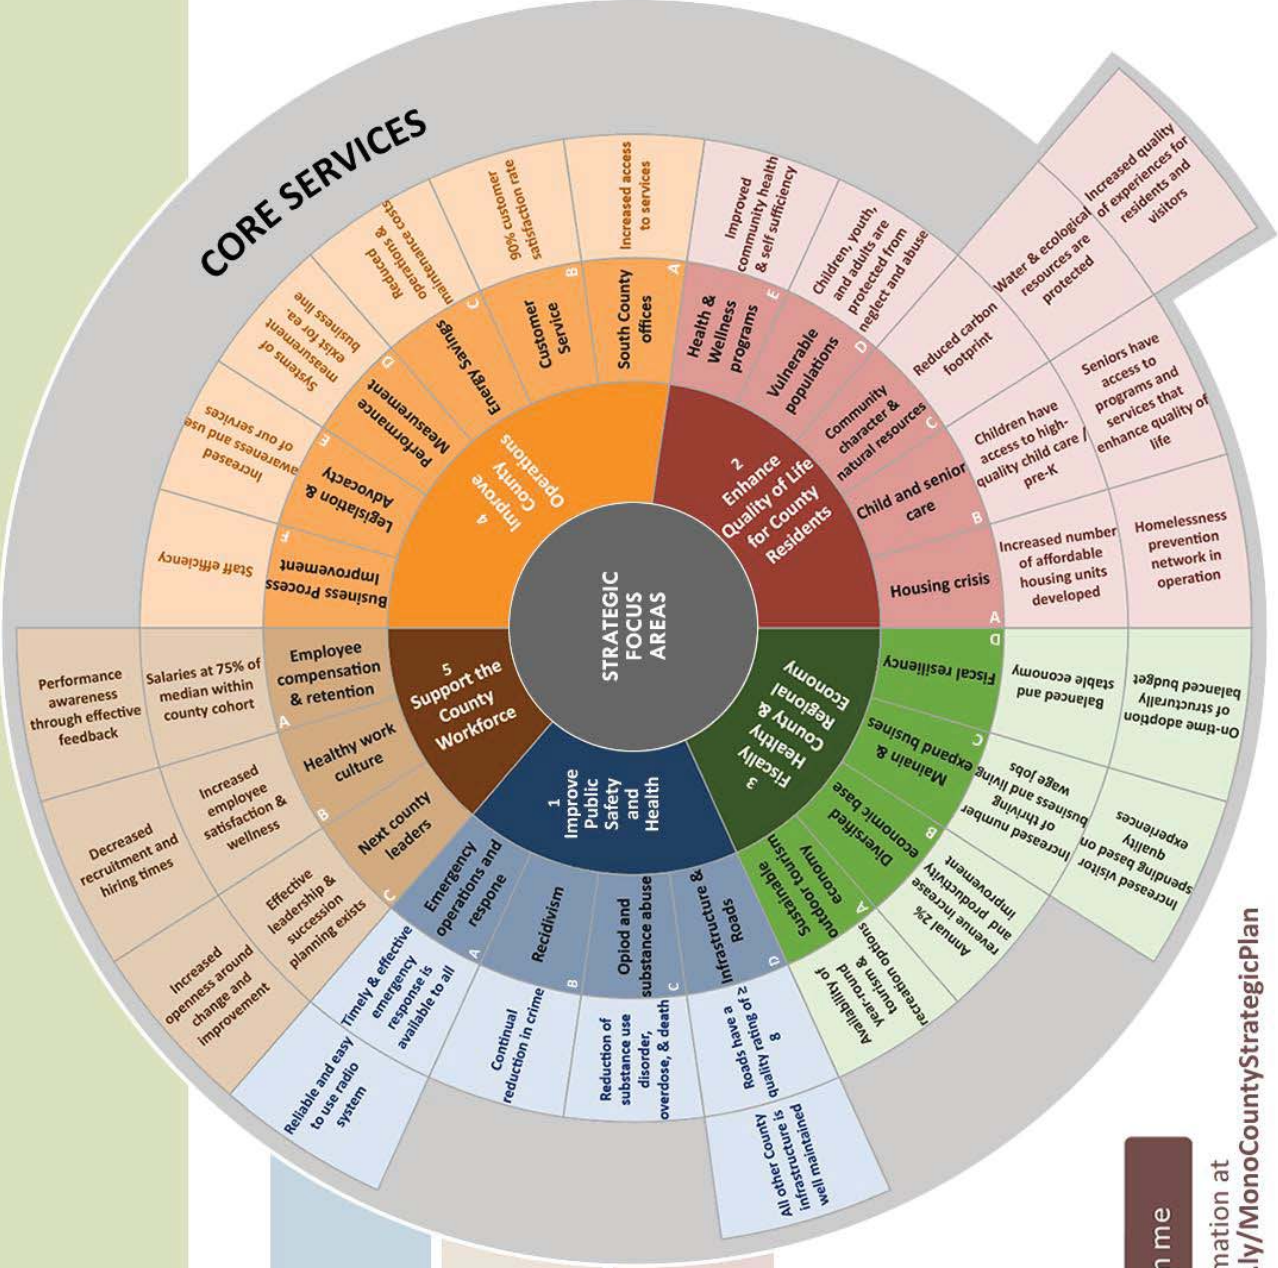 CORE SERVICES
STRATEGIC
FOCUS
AREAS
1
Improve
Public
Safety
and
Health
Emergency
operations and
respone
A
Timely & effective
emergency
response is
available to all
Reliable and easy
to use radio
system
Recidivism
B
Continual
reduction in crime
Opiod and
substance abuse
C
Reduction of
substance use
disorder,
overdose, & death
Infrastructure &
Roads
D
Roads have a
quality rating of ≥
8
All other County
infrastructure is
well maintained
2
Enhance
Quality of Life
for County
Residents
Housing crisis
A
Increased number
of affordable
housing units
developed
Homelessness
prevention
network in
operation
Child and senior
care
B
Children have
access to high-
quality child care /
pre-K
Seniors have
access to
programs and
services that
enhance quality of
life
Community
character &
natural resources
C
Reduced carbon
footprint
Water & ecological
resources are
protected
Increased quality
of experiences for
residents and
visitors
Vulnerable
populations
D
Children, youth,
and adults are
protected from
neglect and abuse
Health &
Wellness
programs
E
Improved
community health
& self sufficiency
3
Fiscally
Healthy
County &
Regional
Economy
Sustainable
outdoor tourism
economy
A
Availability of
year-round
tourism &
recreation options
Diversified
economic base
B
Annual 2%
revenue increase
and productivity
improvement
Maintain &
expand busines
C
Increased number
of thriving
business and living
wage jobs
Increased visitor
spending based on
quality
experiences
Fiscal resiliency
D
Balanced and
stable economy
On-time adoption
of structurally
balanced budget
4
Improve
County
Operations
South County
offices
A
Increased acess
to services
Customer
Service
B
90% customer
satisfaction rate
Energy Savings
C
Reduced
operations &
maintenance costs
Performance
Measurement
D
Systems of
measurement
exist for ea.
business line
Legislation &
Advocacy
E
Increased
awareness and use
of our services
Business Process
Improvement
F
Staff efficiency
5
Support the
County
Workforce
Employee
compensation
& retention
A
Salaries at 75% of
median within
county cohort
Performance
awareness
through effective
feedback
Healthy work
culture
B
Increased
employee
satisfaction &
wellness
Decreased
recruitment and
hiring times
Next county
leaders
C
Effective
leadership &
succession
planning exists
Increased
openness around
change and
improvement
me
mation at
.ly/MonoCountyStrategicPlan